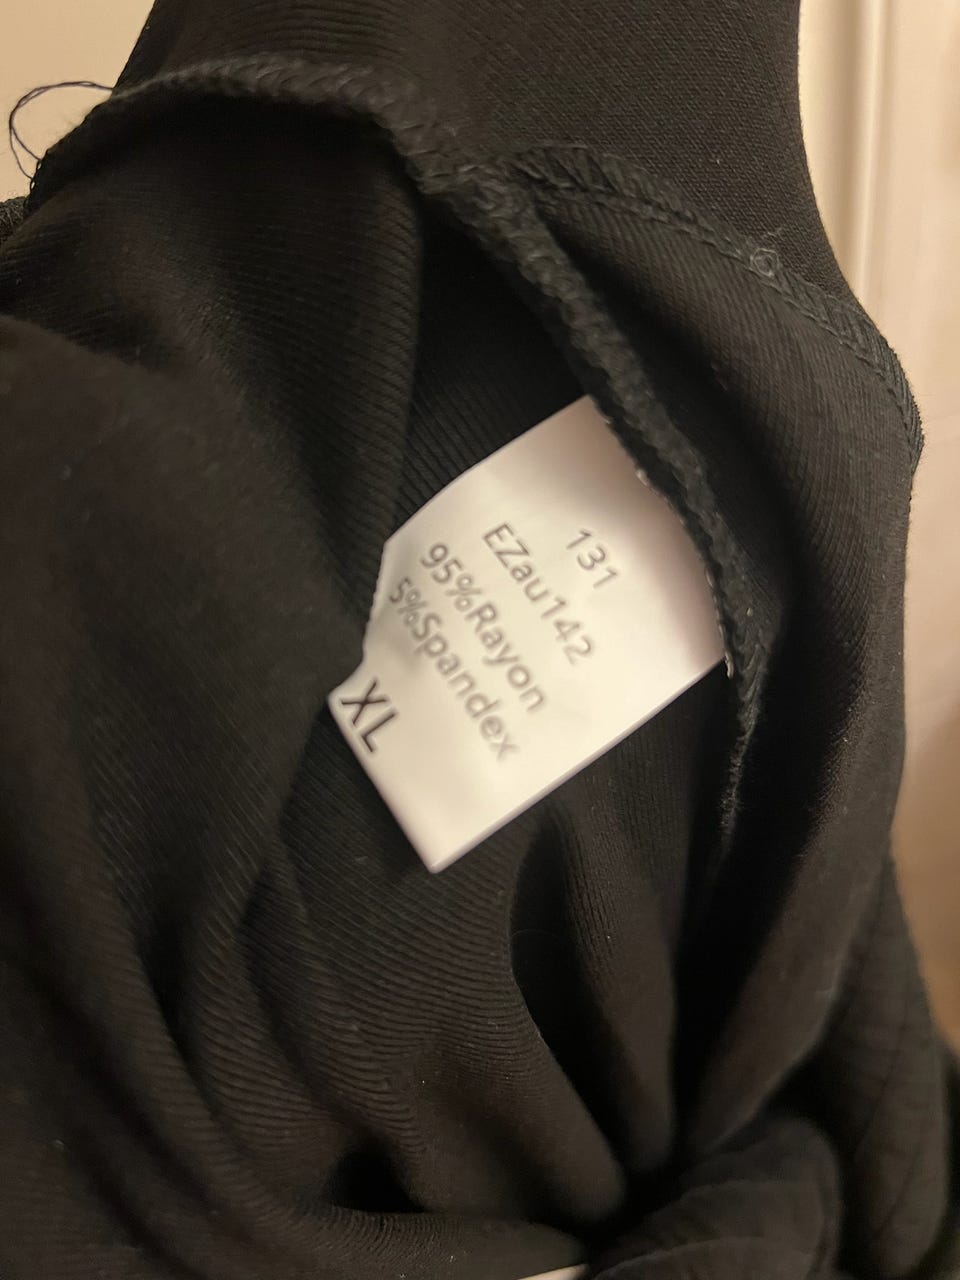 131
EZau142
95%Rayon
5%Spandex
XL